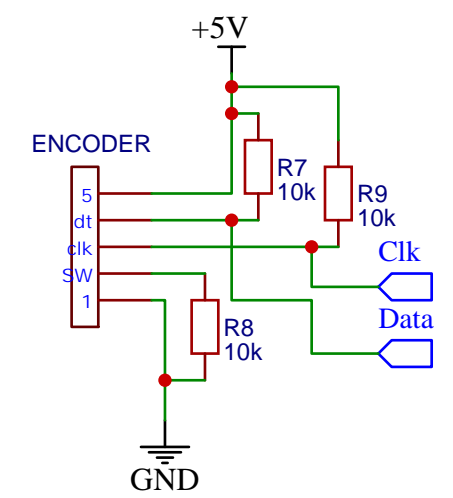 +5V
ENCODER
5
dt
clk
SW
1
R7
10k
R9
10k
Clk
Data
R8
10k
GND